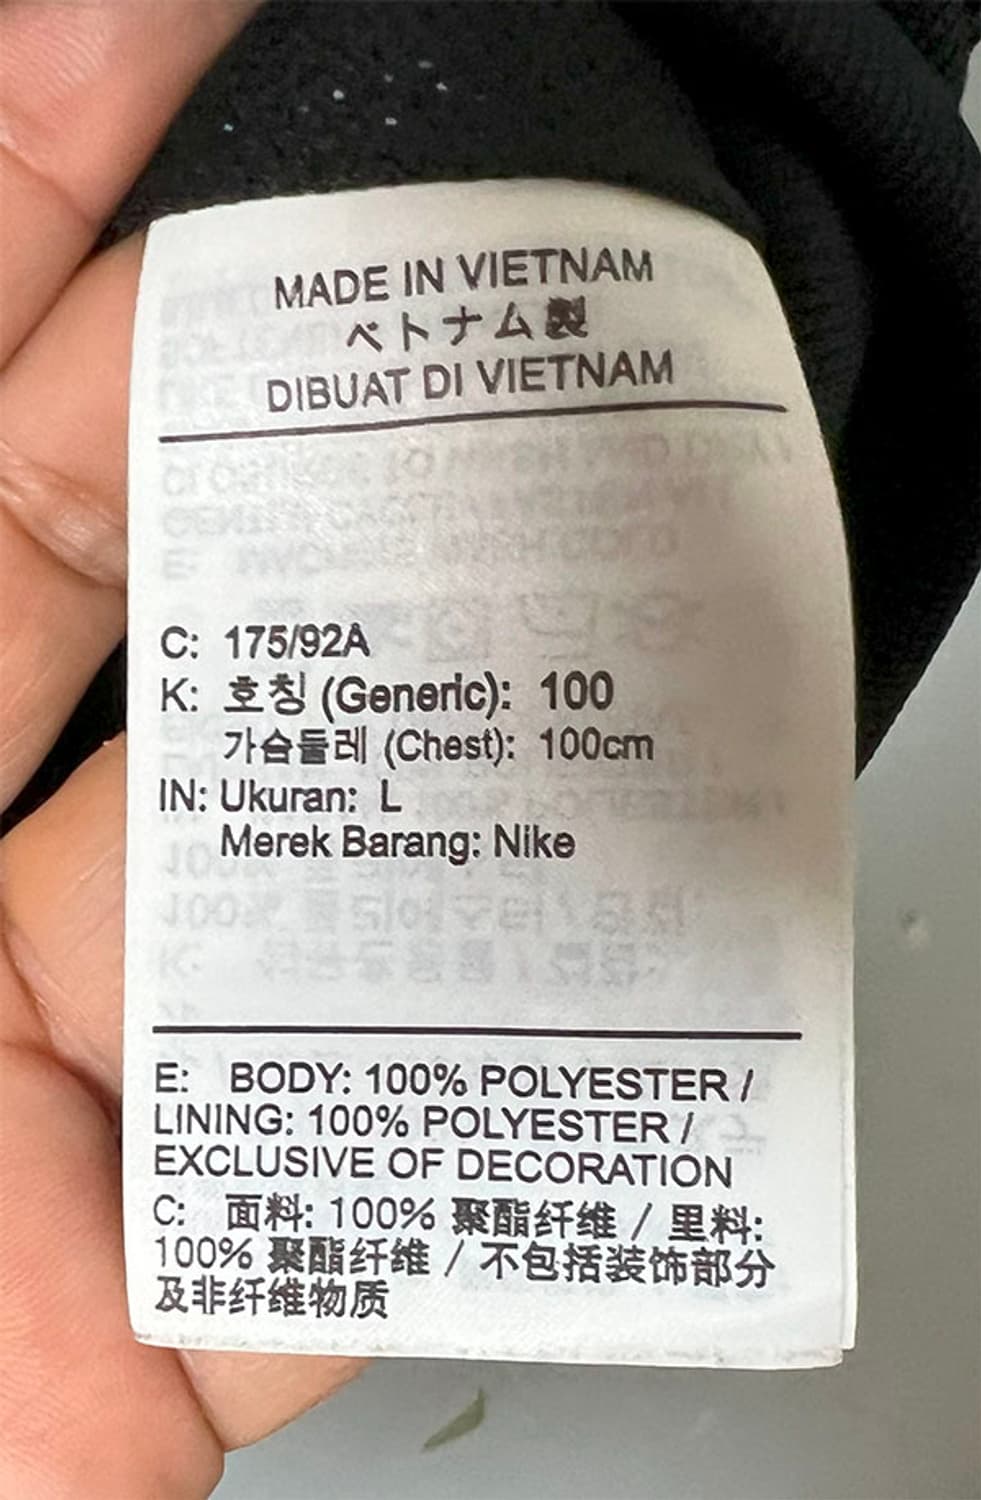 MADE IN VIETNAM
ベトナム製
DIBUAT DI VIETNAM
C: 175/92A
K: 호칭 (Generic): 100
가슴둘레 (Chest): 100cm
IN: Ukuran: L
Merek Barang: Nike
E: BODY: 100% POLYESTER /
LINING: 100% POLYESTER /
EXCLUSIVE OF DECORATION
C: 面料: 100% 聚酯纤维 / 里料:
100% 聚酯纤维 / 不包括装饰部分
及非纤维物质